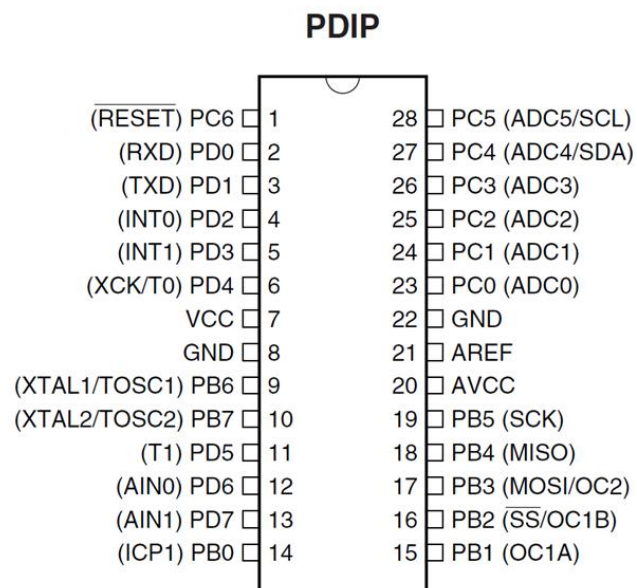 PDIP
(RESET) PC6 1 28 PC5 (ADC5/SCL)
(RXD) PD0 2 27 PC4 (ADC4/SDA)
(TXD) PD1 3 26 PC3 (ADC3)
(INT0) PD2 4 25 PC2 (ADC2)
(INT1) PD3 5 24 PC1 (ADC1)
(XCK/T0) PD4 6 23 PC0 (ADC0)
VCC 7 22 GND
GND 8 21 AREF
(XTAL1/TOSC1) PB6 9 20 AVCC
(XTAL2/TOSC2) PB7 10 19 PB5 (SCK)
(T1) PD5 11 18 PB4 (MISO)
(AIN0) PD6 12 17 PB3 (MOSI/OC2)
(AIN1) PD7 13 16 PB2 (SS/OC1B)
(ICP1) PB0 14 15 PB1 (OC1A)